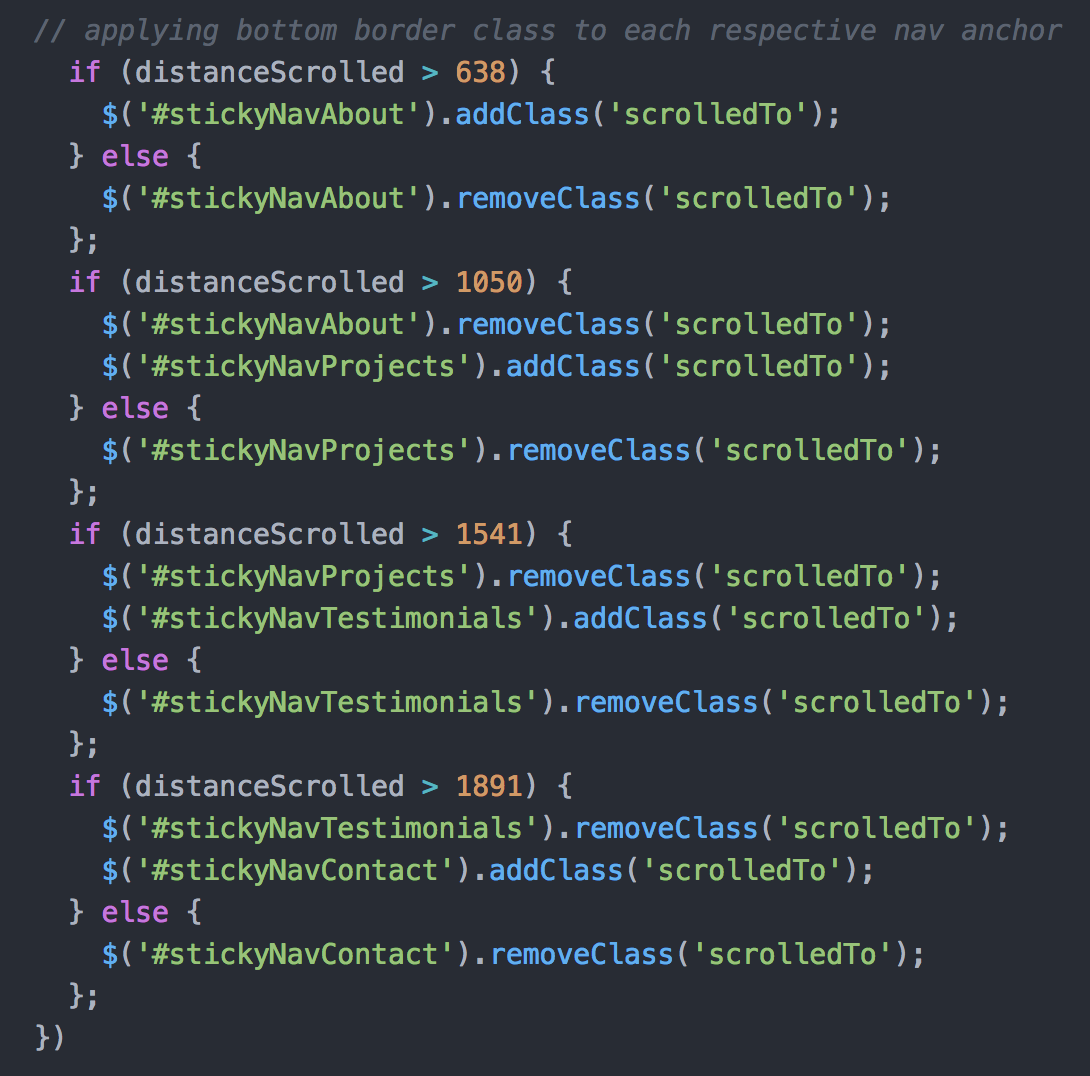 // applying bottom border class to each respective nav anchor
if (distanceScrolled > 638) {
$('#stickyNavAbout').addClass('scrolledTo');
} else {
$('#stickyNavAbout').removeClass('scrolledTo');
};
if (distanceScrolled > 1050) {
$('#stickyNavAbout').removeClass('scrolledTo');
$('#stickyNavProjects').addClass('scrolledTo');
} else {
$('#stickyNavProjects').removeClass('scrolledTo');
};
if (distanceScrolled > 1541) {
$('#stickyNavProjects').removeClass('scrolledTo');
$('#stickyNavTestimonials').addClass('scrolledTo');
} else {
$('#stickyNavTestimonials').removeClass('scrolledTo');
};
if (distanceScrolled > 1891) {
$('#stickyNavTestimonials').removeClass('scrolledTo');
$('#stickyNavContact').addClass('scrolledTo');
} else {
$('#stickyNavContact').removeClass('scrolledTo');
};
})